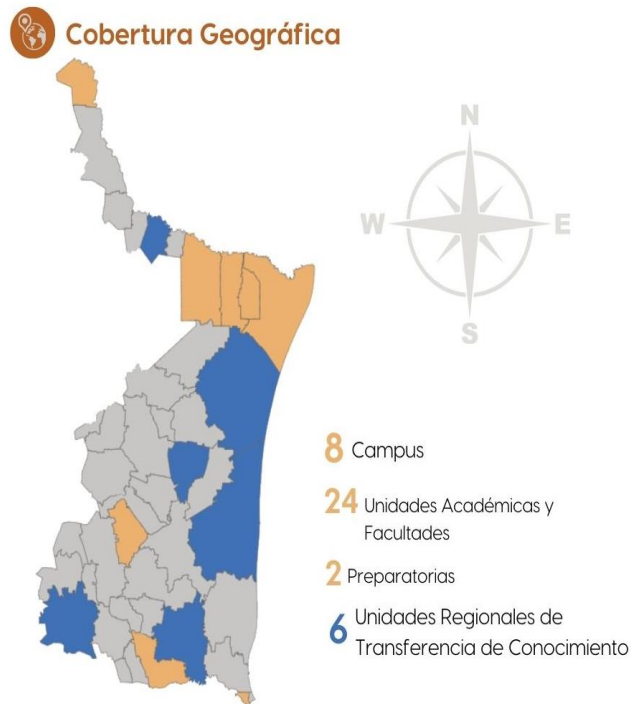 Cobertura Geográfica
N
W
E
S
8 Campus
24 Unidades Académicas y
Facultades
2 Preparatorias
6 Unidades Regionales de
Transferencia de Conocimiento